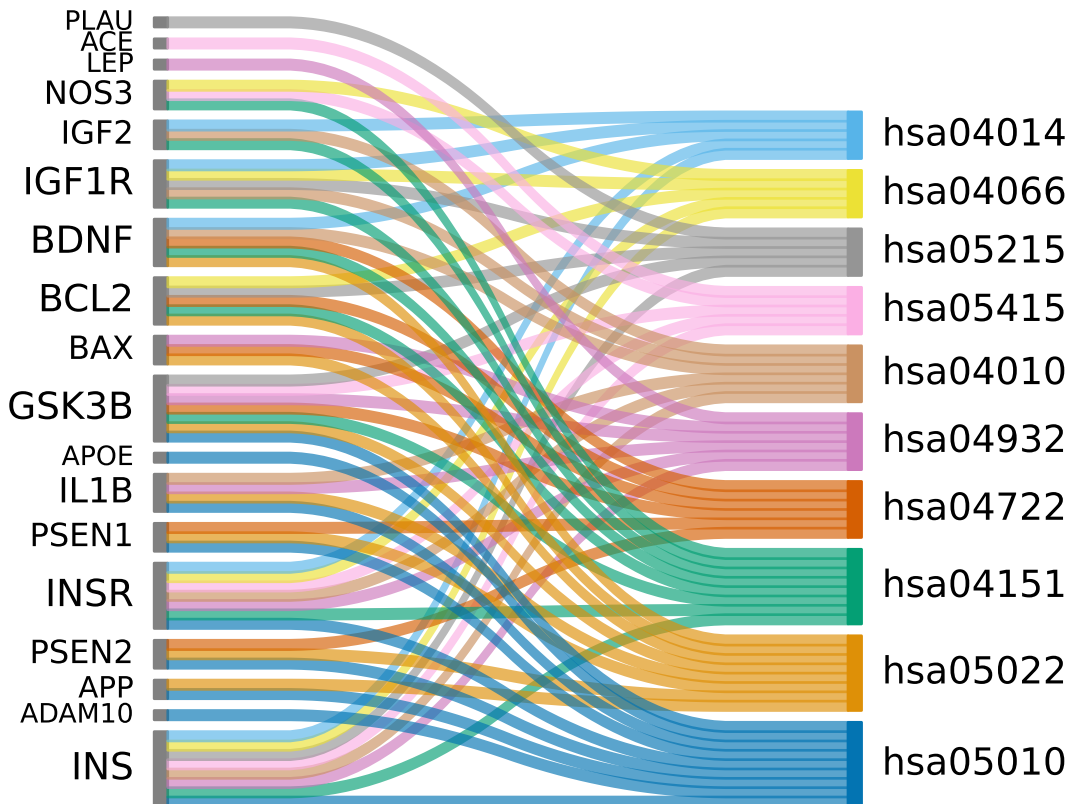 PLAU
ACE
LEP
NOS3
IGF2
IGF1R
BDNF
BCL2
BAX
GSK3B
APOE
IL1B
PSEN1
INSR
PSEN2
APP
ADAM10
INS
hsa04014
hsa04066
hsa05215
hsa05415
hsa04010
hsa04932
hsa04722
hsa04151
hsa05022
hsa05010